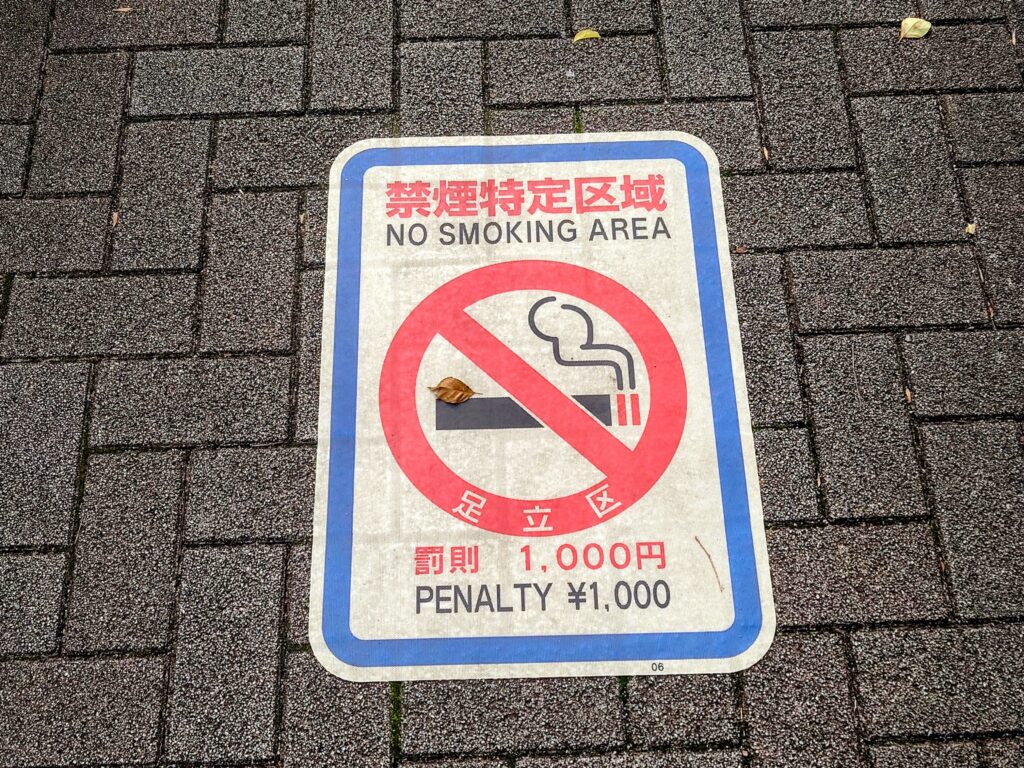 禁煙特定区域
NO SMOKING AREA
足立区
罰則 1,000円
PENALTY ¥1,000
06